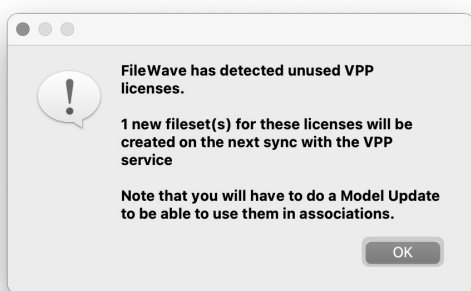 FileWave has detected unused VPP
licenses.
1 new fileset(s) for these licenses will be
created on the next sync with the VPP
service
Note that you will have to do a Model Update
to be able to use them in associations.
OK